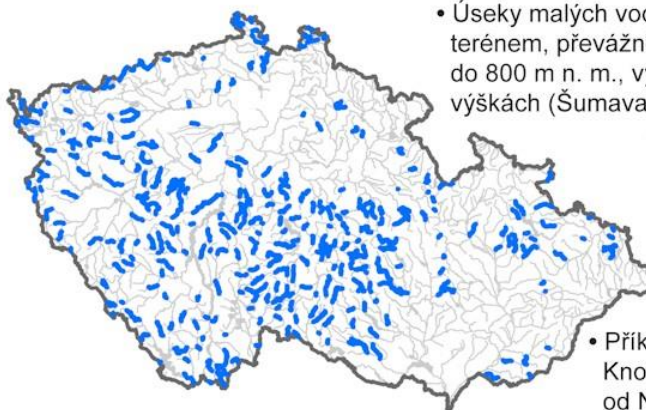 • Úseky malých vod
terénem, převážn
do 800 m n. m., vy
výškách (Šumava
• Přík
Kno
od N